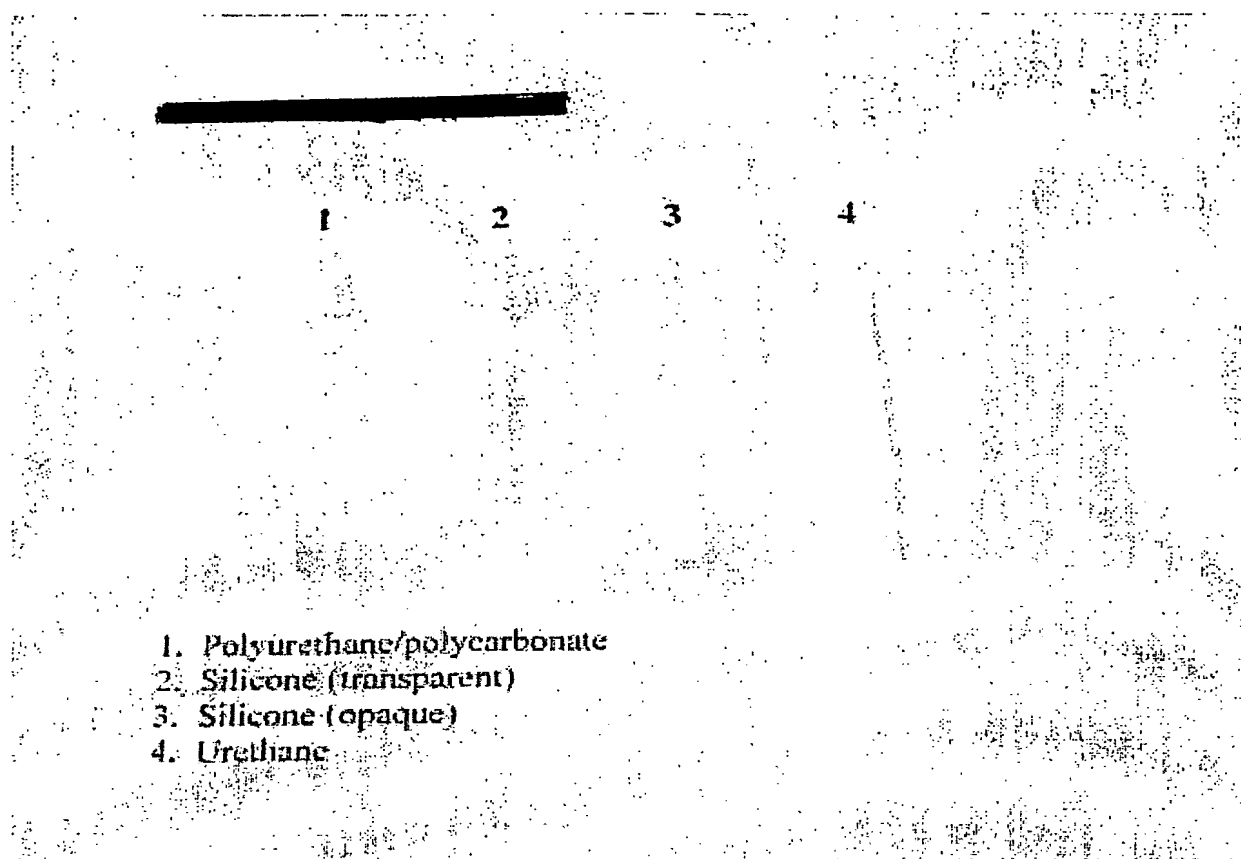 1 2 3 4
1. Polyurethane/polycarbonate
2. Silicone (transparent)
3. Silicone (opaque)
4. Urethane